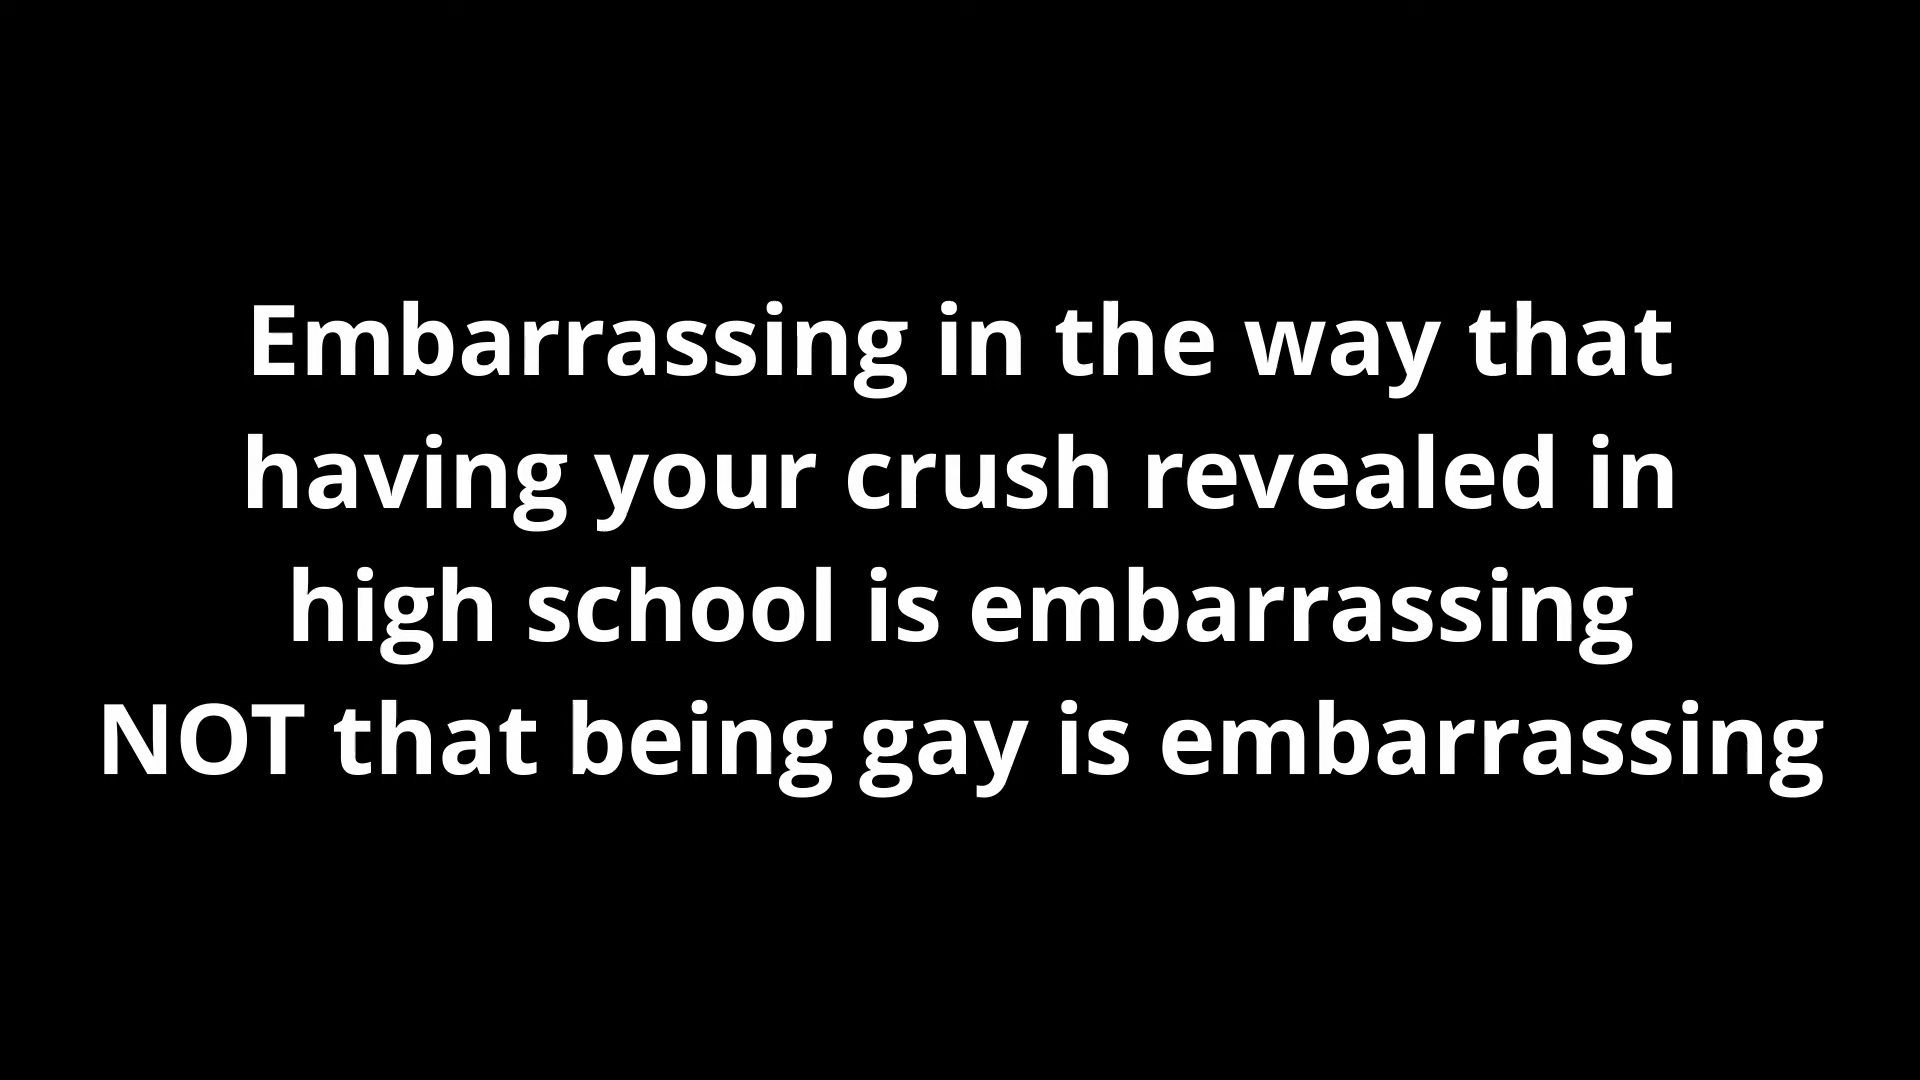 Embarrassing in the way that
having your crush revealed in
high school is embarrassing
NOT that being gay is embarrassing